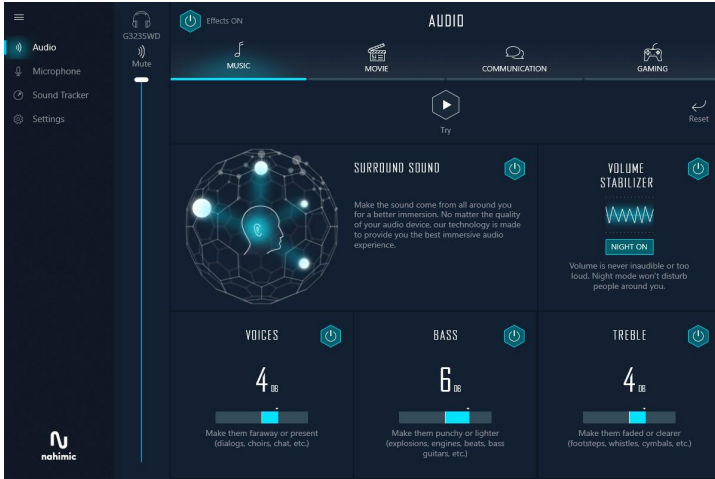 Audio
Microphone
Sound Tracker
Settings
nahimic
G3235WD
Mute
Effects ON
AUDIO
MUSIC
MOVIE
COMMUNICATION
GAMING
Try
Reset
SURROUND SOUND
Make the sound come from all around you
for a better immersion. No matter the quality
of your audio device, our technology is made
to provide you the best immersive audio
experience.
VOLUME
STABILIZER
NIGHT ON
Volume is never inaudible or too
loud. Night mode won't disturb
people around you.
VOICES
4 DB
Make them faraway or present
(dialogs, choirs, chat, etc.)
BASS
6 DB
Make them punchy or lighter
(explosions, engines, beats, bass
guitars, etc.)
TREBLE
4 DB
Make them faded or clearer
(footsteps, whistles, cymbals, etc.)